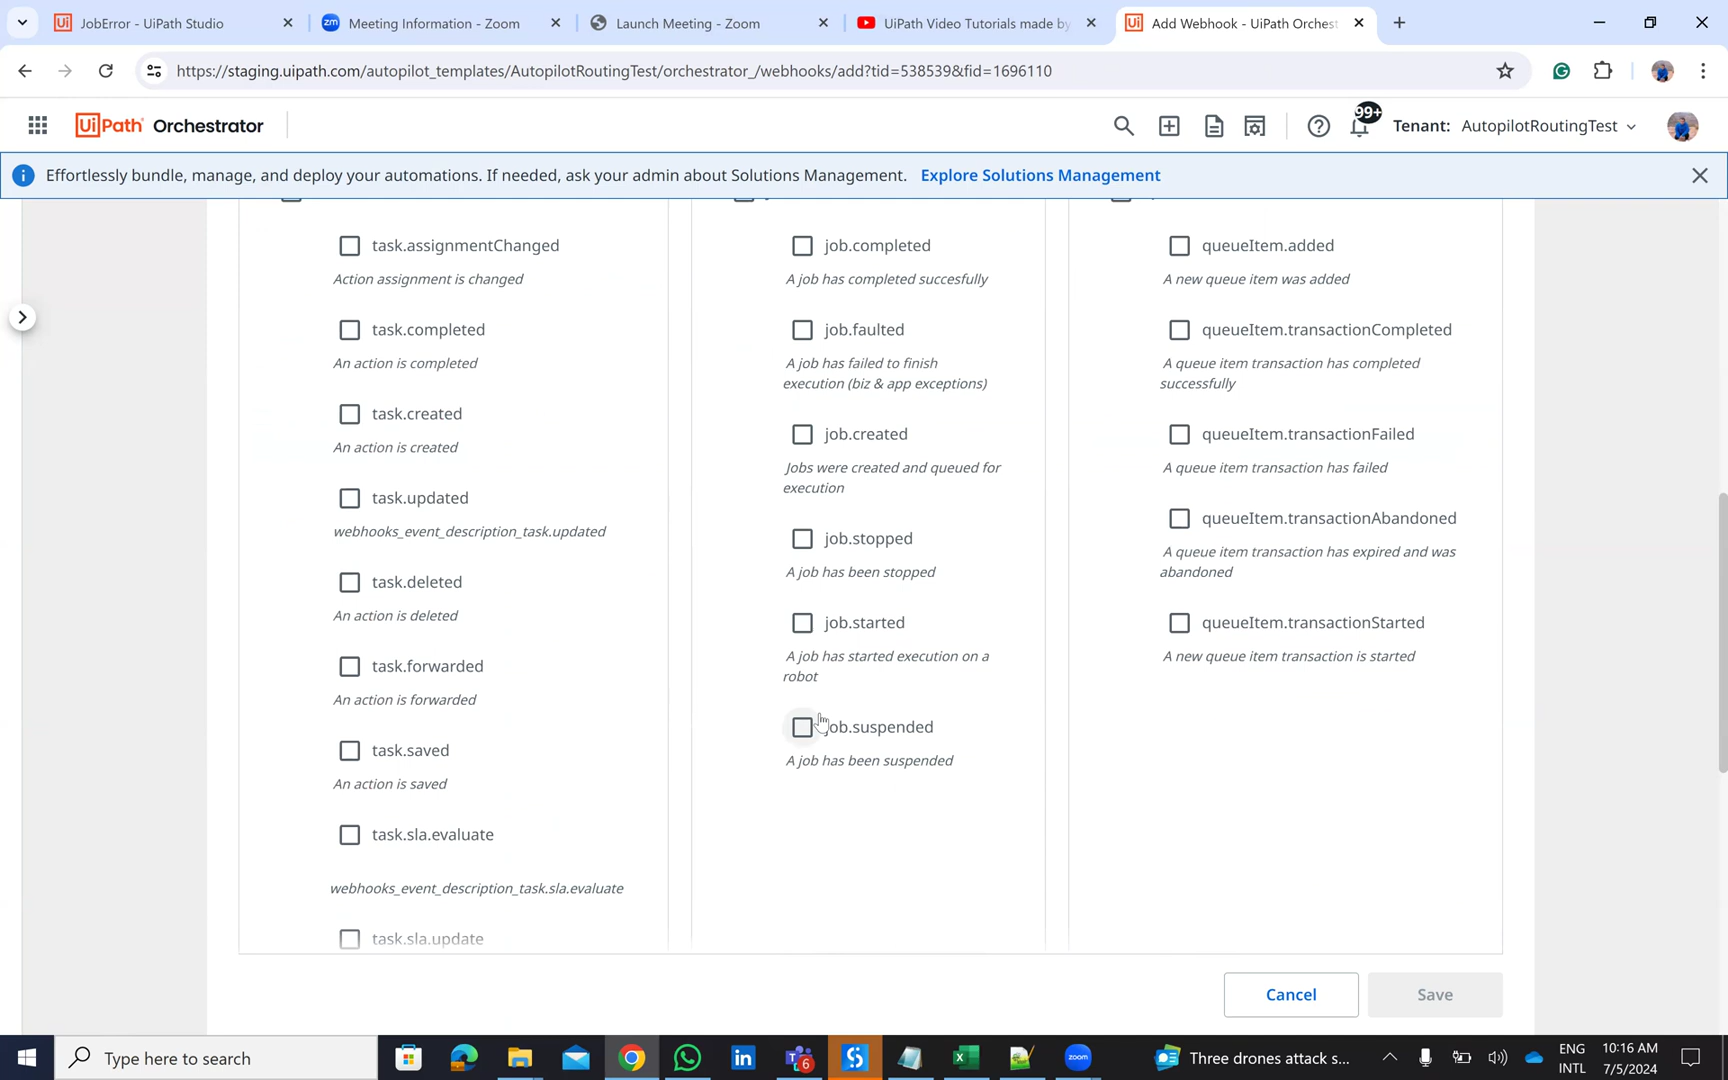 JobError - UiPath Studio
Meeting Information - Zoom
Launch Meeting - Zoom
UiPath Video Tutorials made by
Add Webhook - UiPath Orchest
https://staging.uipath.com/autopilot_templates/AutopilotRoutingTest/orchestrator_/webhooks/add?tid=538539&fid=1696110
UiPath Orchestrator
99+
Tenant: AutopilotRoutingTest
Effortlessly bundle, manage, and deploy your automations. If needed, ask your admin about Solutions Management. Explore Solutions Management
task.assignmentChanged
Action assignment is changed
task.completed
An action is completed
task.created
An action is created
task.updated
webhooks_event_description_task.updated
task.deleted
An action is deleted
task.forwarded
An action is forwarded
task.saved
An action is saved
task.sla.evaluate
webhooks_event_description_task.sla.evaluate
task.sla.update
job.completed
A job has completed succesfully
job.faulted
A job has failed to finish
execution (biz & app exceptions)
job.created
Jobs were created and queued for
execution
job.stopped
A job has been stopped
job.started
A job has started execution on a
robot
job.suspended
A job has been suspended
queueItem.added
A new queue item was added
queueItem.transactionCompleted
A queue item transaction has completed
successfully
queueItem.transactionFailed
A queue item transaction has failed
queueItem.transactionAbandoned
A queue item transaction has expired and was
abandoned
queueItem.transactionStarted
A new queue item transaction is started
Cancel
Save
Type here to search
6
zoom
Three drones attack s...
ENG
INTL
10:16 AM
7/5/2024